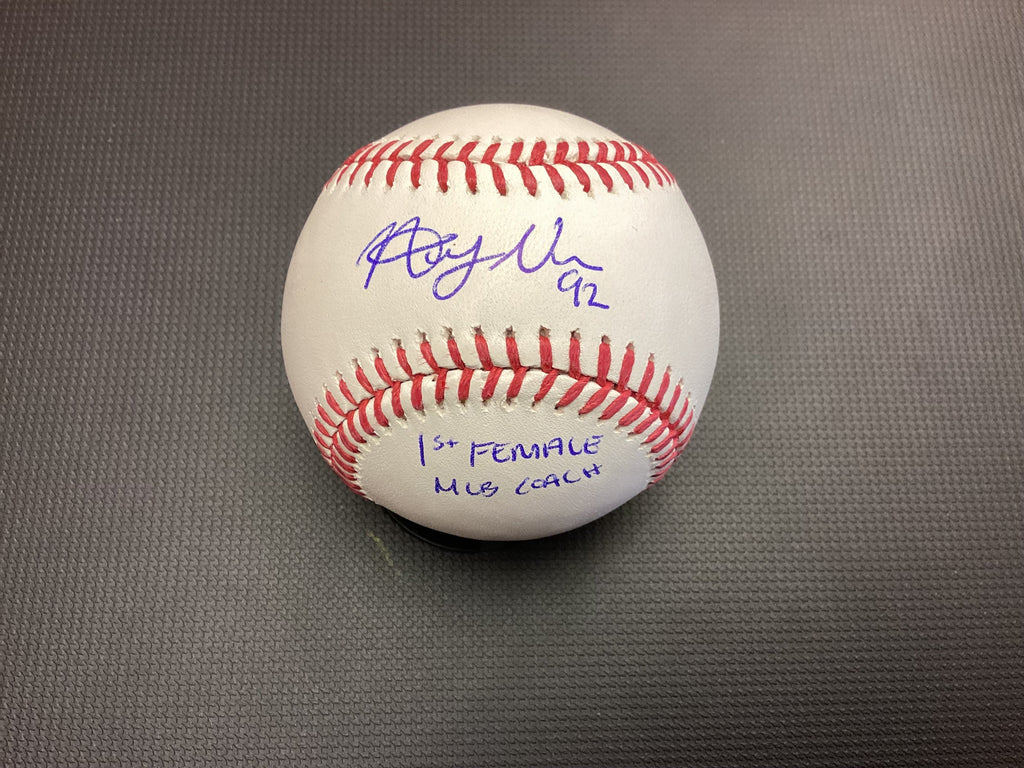 92
1st FEMALE
MLB COACH